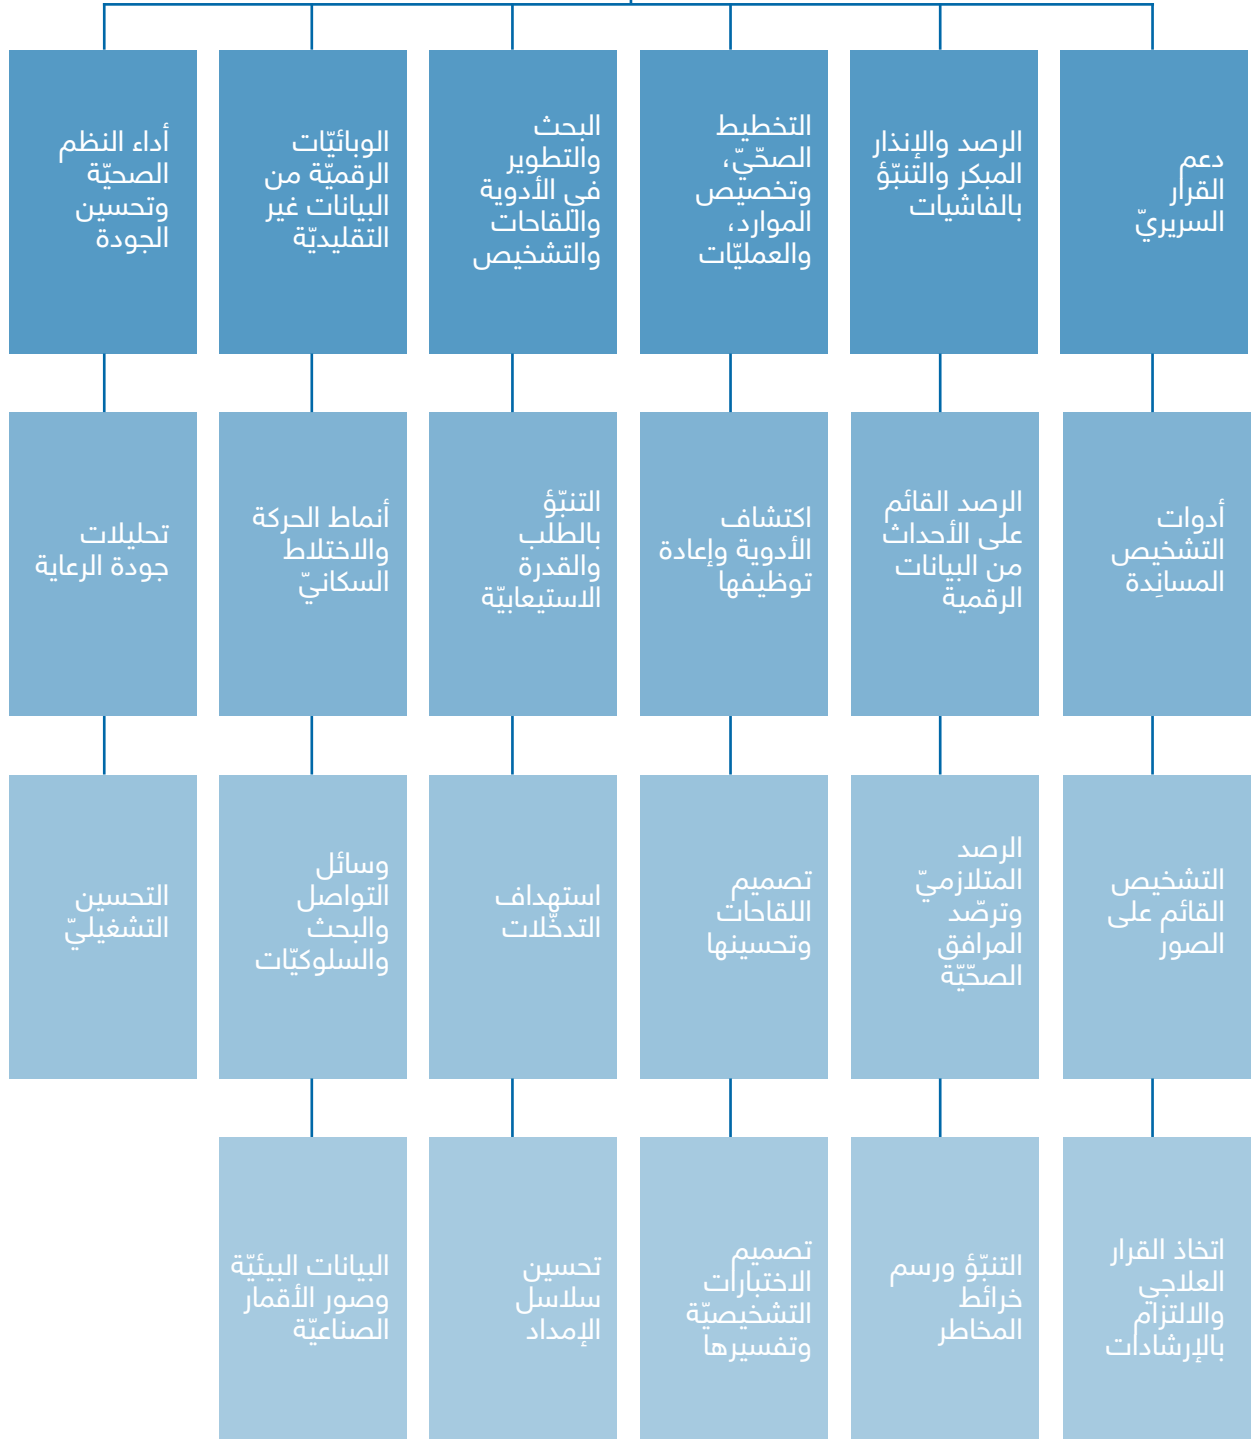 دعم
القرار
السريريّ
الرصد والإنذار
المبكر والتنبّؤ
بالفاشيات
التخطيط
الصحّيّ،
وتخصيص
الموارد،
والعمليّات
البحث
والتطوير
في الأدوية
واللقاحات
والتشخيص
الوبائيّات
الرقميّة من
البيانات غير
التقليديّة
أداء النظم
الصحيّة
وتحسين
الجودة
أدوات
التشخيص
المسانِدة
الرصد القائم
على الأحداث
من البيانات
الرقمية
اكتشاف
الأدوية وإعادة
توظيفها
التنبّؤ
بالطلب
والقدرة
الاستيعابيّة
أنماط الحركة
والاختلاط
السكانيّ
تحليلات
جودة الرعاية
التشخيص
القائم على
الصور
الرصد
المتلازميّ
وترصّد
المرافق
الصحّيّة
تصميم
اللقاحات
وتحسينها
استهداف
التدخّلات
وسائل
التواصل
والبحث
والسلوكيّات
التحسين
التشغيليّ
اتخاذ القرار
العلاجي
والالتزام
بالإرشادات
التنبّؤ ورسم
خرائط
المخاطر
تصميم
الاختبارات
التشخيصيّة
وتفسيرها
تحسين
سلاسل
الإمداد
البيانات البيئيّة
وصور الأقمار
الصناعيّة